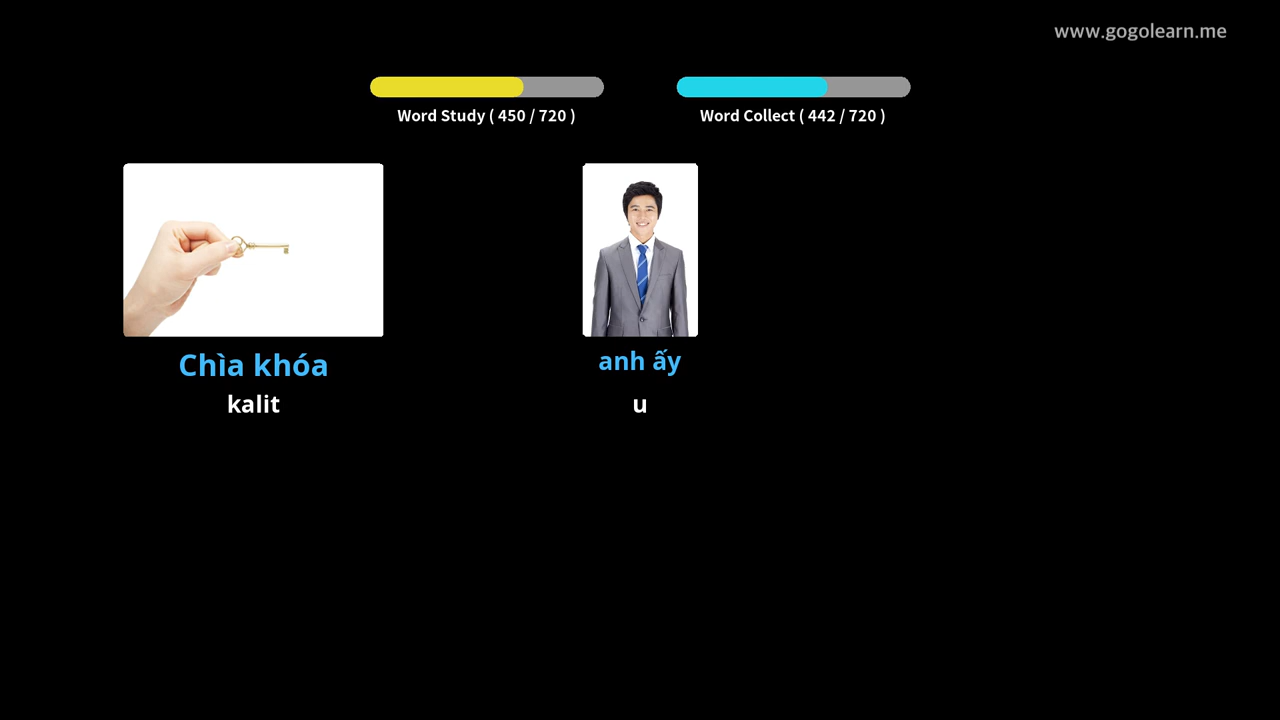 www.gogolearn.me
Word Study ( 450 / 720 )
Word Collect ( 442 / 720 )
Chìa khóa
kalit
anh ấy
u